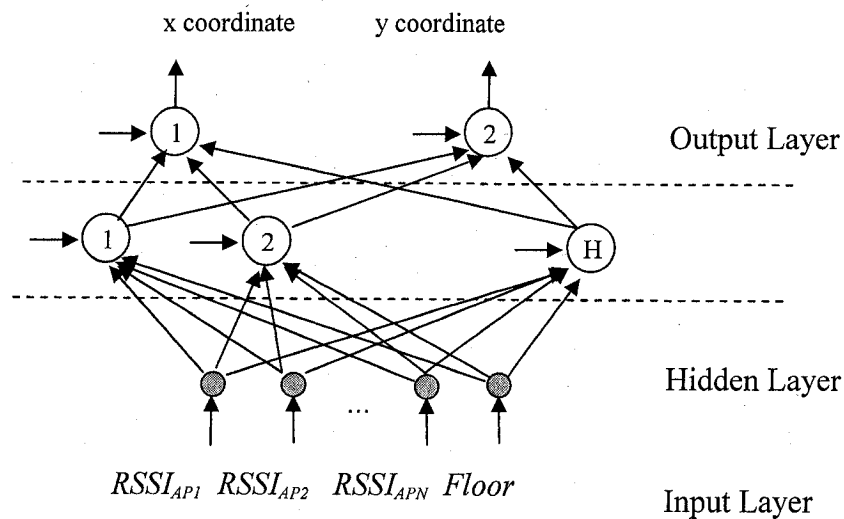 x coordinate y coordinate
1 2 Output Layer
1 2 H
Hidden Layer
...
RSSI_AP1 RSSI_AP2 RSSI_APN Floor
Input Layer